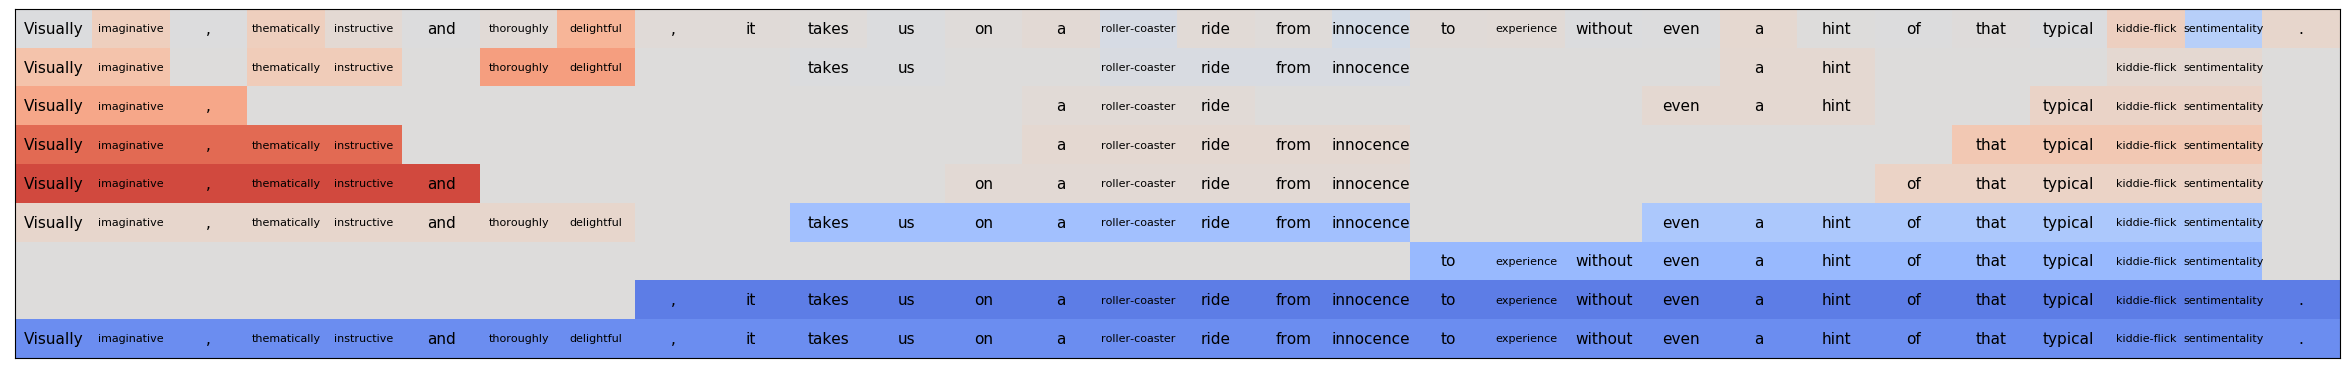 Visually imaginative , thematically instructive and thoroughly delightful , it takes us on a roller-coaster ride from innocence to experience without even a hint of that typical kiddie-flick sentimentality .
Visually imaginative thematically instructive thoroughly delightful takes us roller-coaster ride from innocence a hint kiddie-flick sentimentality
Visually imaginative , a roller-coaster ride even a hint typical kiddie-flick sentimentality
Visually imaginative , thematically instructive a roller-coaster ride from innocence that typical kiddie-flick sentimentality
Visually imaginative , thematically instructive and on a roller-coaster ride from innocence of that typical kiddie-flick sentimentality
Visually imaginative , thematically instructive and thoroughly delightful takes us on a roller-coaster ride from innocence even a hint of that typical kiddie-flick sentimentality
to experience without even a hint of that typical kiddie-flick sentimentality
, it takes us on a roller-coaster ride from innocence to experience without even a hint of that typical kiddie-flick sentimentality .
Visually imaginative , thematically instructive and thoroughly delightful , it takes us on a roller-coaster ride from innocence to experience without even a hint of that typical kiddie-flick sentimentality .